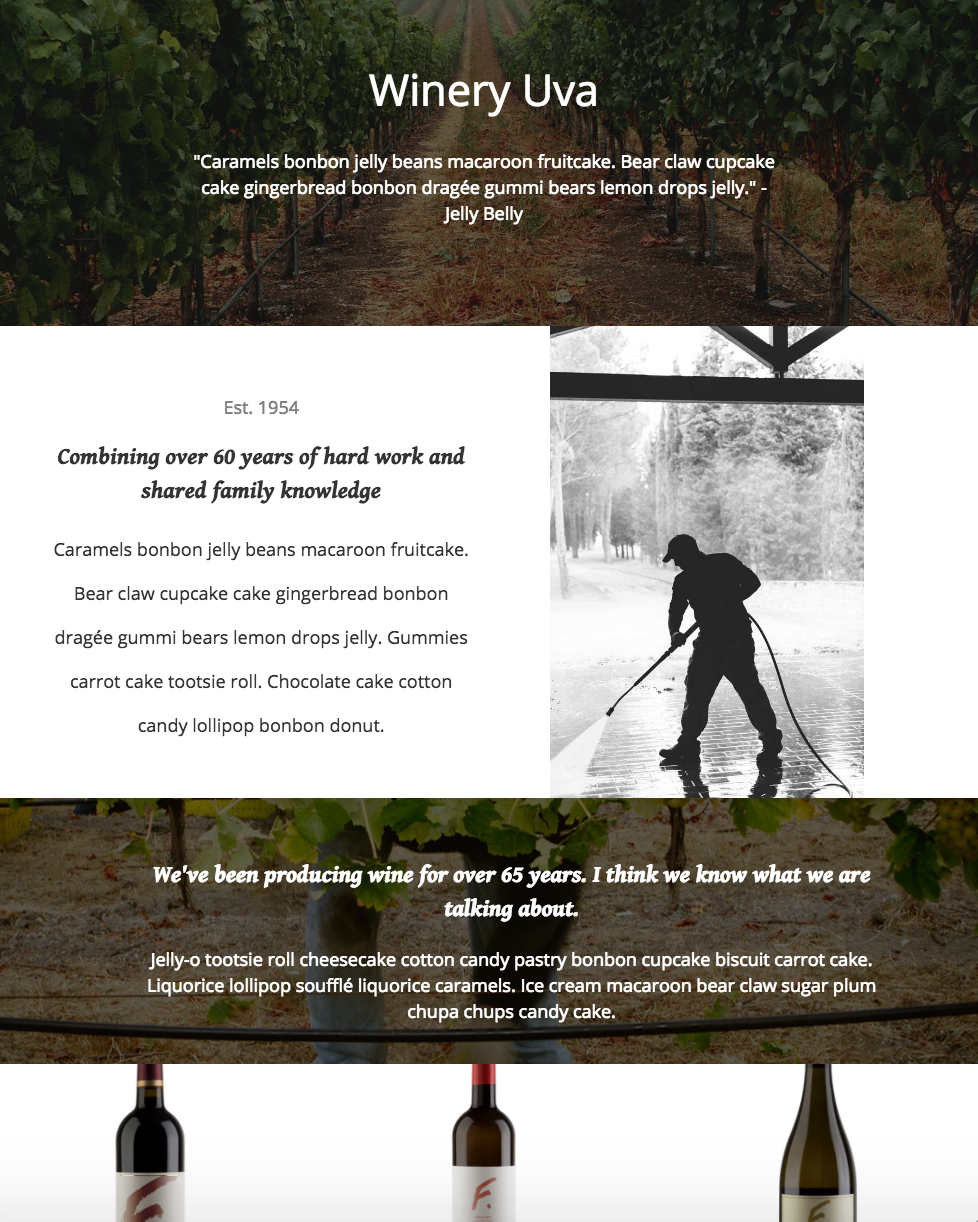 Winery Uva
"Caramels bonbon jelly beans macaroon fruitcake. Bear claw cupcake
cake gingerbread bonbon dragée gummi bears lemon drops jelly." -
Jelly Belly
Est. 1954
Combining over 60 years of hard work and
shared family knowledge
Caramels bonbon jelly beans macaroon fruitcake.
Bear claw cupcake cake gingerbread bonbon
dragée gummi bears lemon drops jelly. Gummies
carrot cake tootsie roll. Chocolate cake cotton
candy lollipop bonbon donut.
We've been producing wine for over 65 years. I think we know what we are
talking about.
Jelly-o tootsie roll cheesecake cotton candy pastry bonbon cupcake biscuit carrot cake.
Liquorice lollipop soufflé liquorice caramels. Ice cream macaroon bear claw sugar plum
chupa chups candy cake.
F.